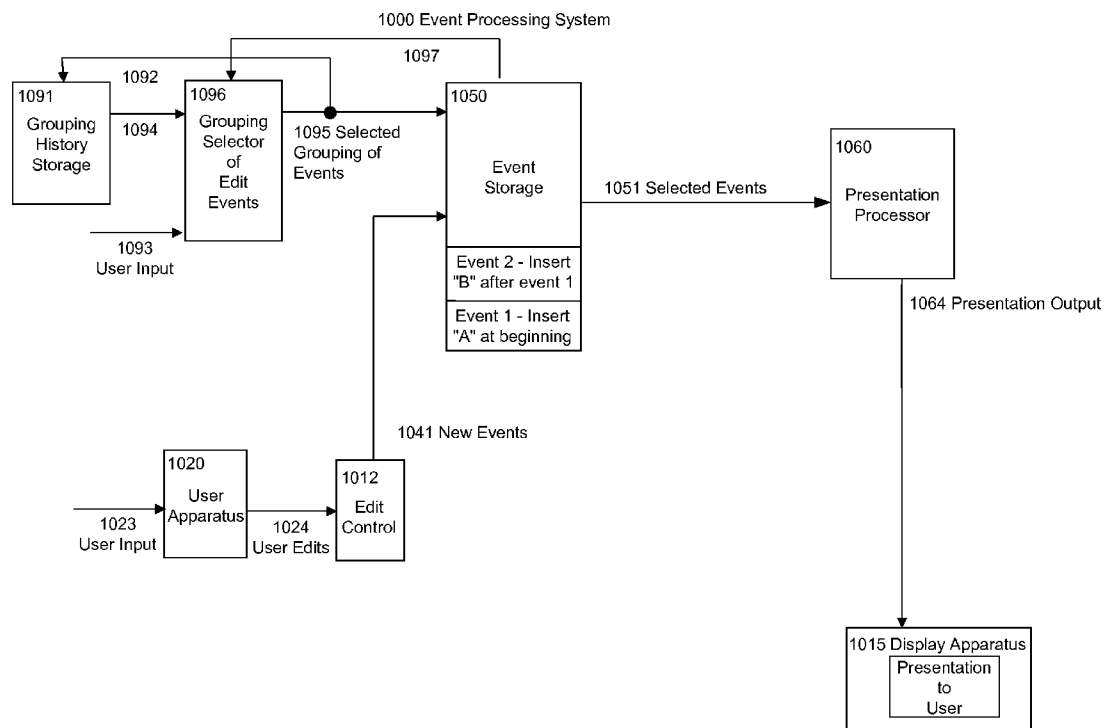 1000 Event Processing System
1097
1092
1091
Grouping
History
Storage
1094
1096
Grouping
Selector
of
Edit
Events
1095 Selected
Grouping of
Events
1093
User Input
1050
Event
Storage
Event 2 - Insert
"B" after event 1
Event 1 - Insert
"A" at beginning
1051 Selected Events
1060
Presentation
Processor
1064 Presentation Output
1041 New Events
1020
User
Apparatus
1023
User Input
1024
User Edits
1012
Edit
Control
1015 Display Apparatus
Presentation
to
User